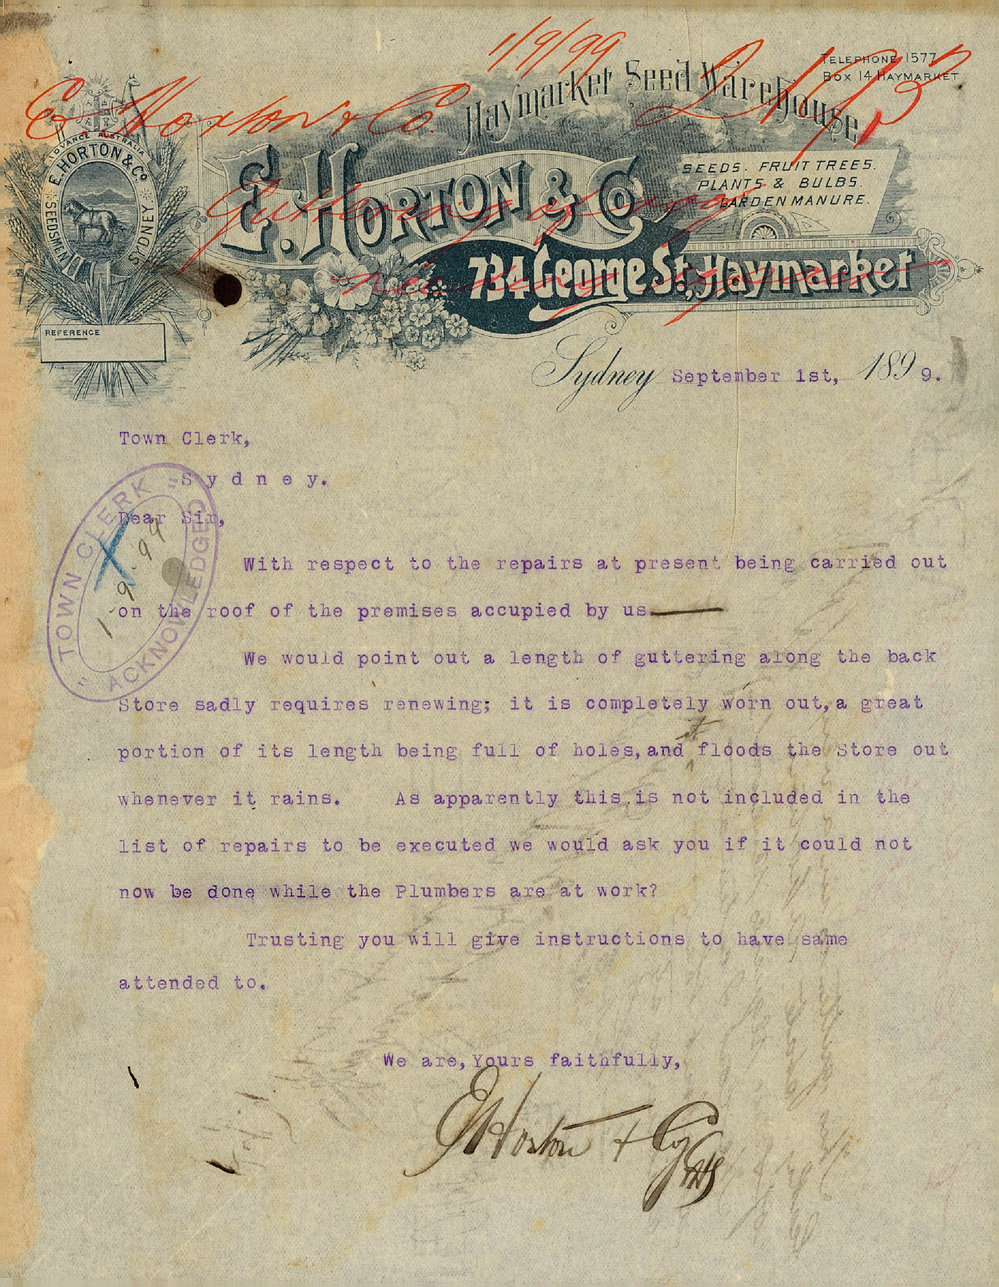 1/9/99
E Horton & Co.
TELEPHONE 1577
BOX 14 HAYMARKET
Haymarket Seed Warehouse,
ADVANCE AUSTRALIA
E. HORTON & Co
SEEDSMEN
SYDNEY.
REFERENCE
E. HORTON & Co
SEEDS. FRUIT TREES.
PLANTS & BULBS.
GARDEN MANURE.
734 George St, Haymarket
Sydney September 1st, 1899.
Town Clerk,
Sydney.
Dear Sir,
"TOWN CLERK"
ACKNOWLEDGED
1-9-99
With respect to the repairs at present being carried out
on the roof of the premises accupied by us
We would point out a length of guttering along the back
Store sadly requires renewing; it is completely worn out, a great
portion of its length being full of holes, and it floods the Store out
whenever it rains. As apparently this is not included in the
list of repairs to be executed we would ask you if it could not
now be done while the Plumbers are at work?
Trusting you will give instructions to have same
attended to.
We are, Yours faithfully,
E Horton & Co